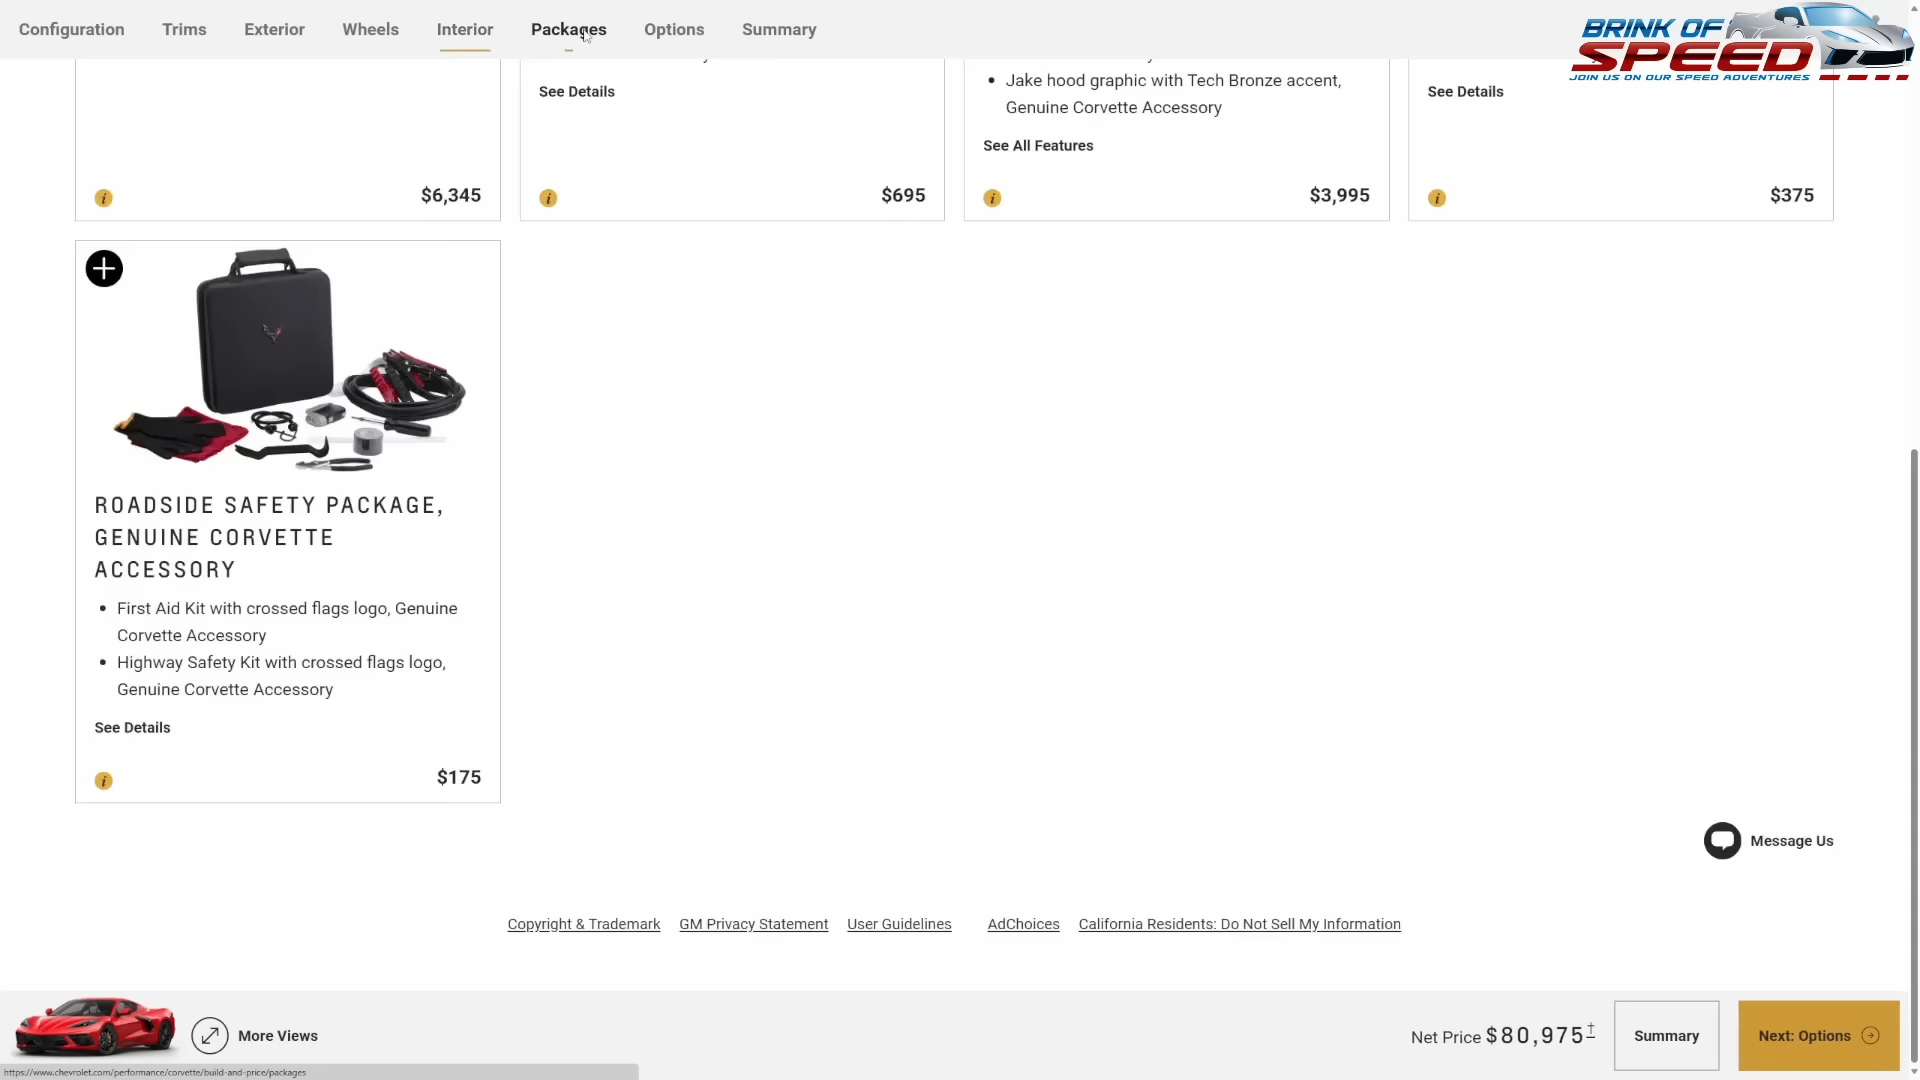 Configuration
Trims
Exterior
Wheels
Interior
Packages
Options
Summary
BRINK OF
SPEED
JOIN US ON OUR SPEED ADVENTURES
See Details
Jake hood graphic with Tech Bronze accent,
Genuine Corvette Accessory
See All Features
See Details
$6,345
$695
$3,995
$375
ROADSIDE SAFETY PACKAGE,
GENUINE CORVETTE
ACCESSORY
First Aid Kit with crossed flags logo, Genuine
Corvette Accessory
Highway Safety Kit with crossed flags logo,
Genuine Corvette Accessory
See Details
$175
Message Us
Copyright & Trademark
GM Privacy Statement
User Guidelines
AdChoices
California Residents: Do Not Sell My Information
More Views
Net Price $80,975†
Summary
Next: Options
https://www.chevrolet.com/performance/corvette/build-and-price/packages